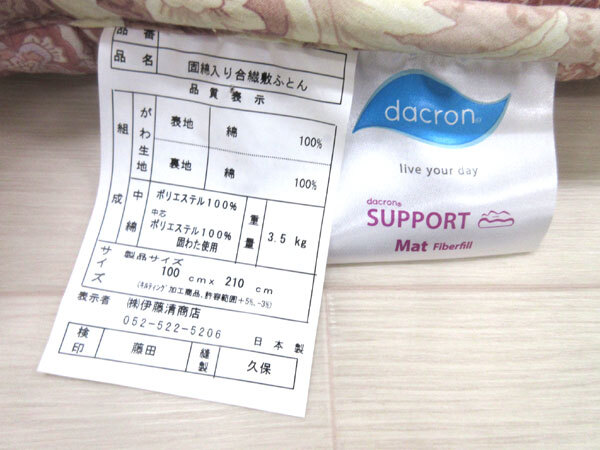 品 番
品 名 固綿入り合繊敷ふとん
品 質 表 示
組成 がわ生地 表地 綿 100%
裏地 綿 100%
中綿 ポリエステル100%
中芯
ポリエステル100%
固わた使用
重量 3.5 kg
サイズ 製品サイズ
100 cm× 210 cm
(キルティング加工商品、許容範囲+5%,-3%)
表示者 ㈱伊藤清商店
052-522-5206
日 本 製
検印 藤田 縫製 久保
dacron®
live your day
dacron®
SUPPORT
Mat Fiberfill